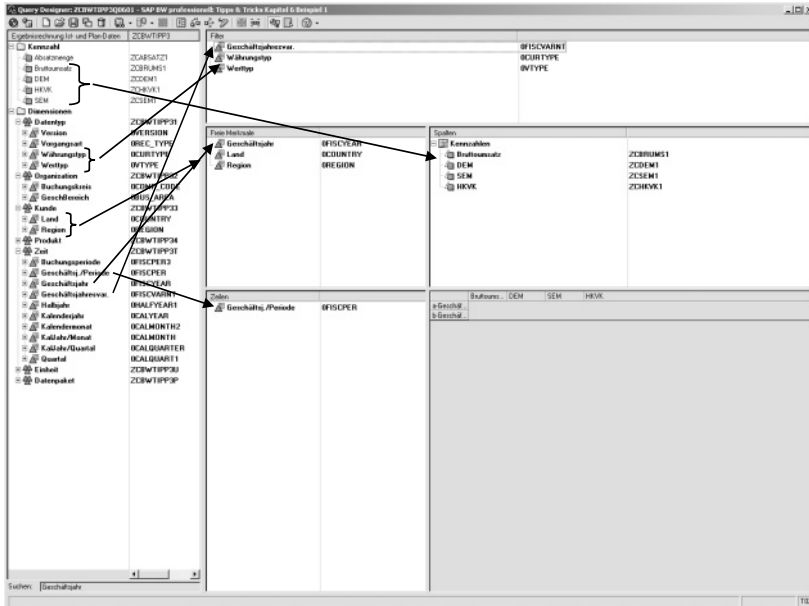 Query Designer: ZCBWTIPP3Q0601 - SAP BW professionell: Tipps & Tricks Kapitel 6 Beispiel 1
Ergebnisrechnung Ist- und Plan-Daten ZCBWTIPP3
Kennzahl
Absatzmenge ZCABSATZ1
Bruttoumsatz ZCBRUMS1
DEM ZCDEM1
HKVK ZCHKVK1
SEM ZCSEM1
Dimensionen
Datentyp ZCBWTIPP31
Version 0VERSION
Vorgangsart 0REC_TYPE
Währungstyp 0CURTYPE
Werttyp 0VTYPE
Organisation ZCBWTIPP32
Buchungskreis 0COMP_CODE
GeschBereich 0BUS_AREA
Kunde ZCBWTIPP33
Land 0COUNTRY
Region 0REGION
Produkt ZCBWTIPP34
Zeit ZCBWTIPP3T
Buchungsperiode 0FISCPER3
Geschäftsj./Periode 0FISCPER
Geschäftsjahr 0FISCYEAR
Geschäftsjahresvar. 0FISCVARNT
Halbjahr 0HALFYEAR1
Kalenderjahr 0CALYEAR
Kalendermonat 0CALMONTH2
KalJahr/Monat 0CALMONTH
KalJahr/Quartal 0CALQUARTER
Quartal 0CALQUART1
Einheit ZCBWTIPP3U
Datenpaket ZCBWTIPP3P
Suchen: Geschäftsjahr
Filter
Geschäftsjahresvar. 0FISCVARNT
Währungstyp 0CURTYPE
Werttyp 0VTYPE
Freie Merkmale
Geschäftsjahr 0FISCYEAR
Land 0COUNTRY
Region 0REGION
Spalten
Kennzahlen
Bruttoumsatz ZCBRUMS1
DEM ZCDEM1
SEM ZCSEM1
HKVK ZCHKVK1
Zeilen
Geschäftsj./Periode 0FISCPER
Bruttoums... DEM SEM HKVK
a-Geschäf...
b-Geschäf...